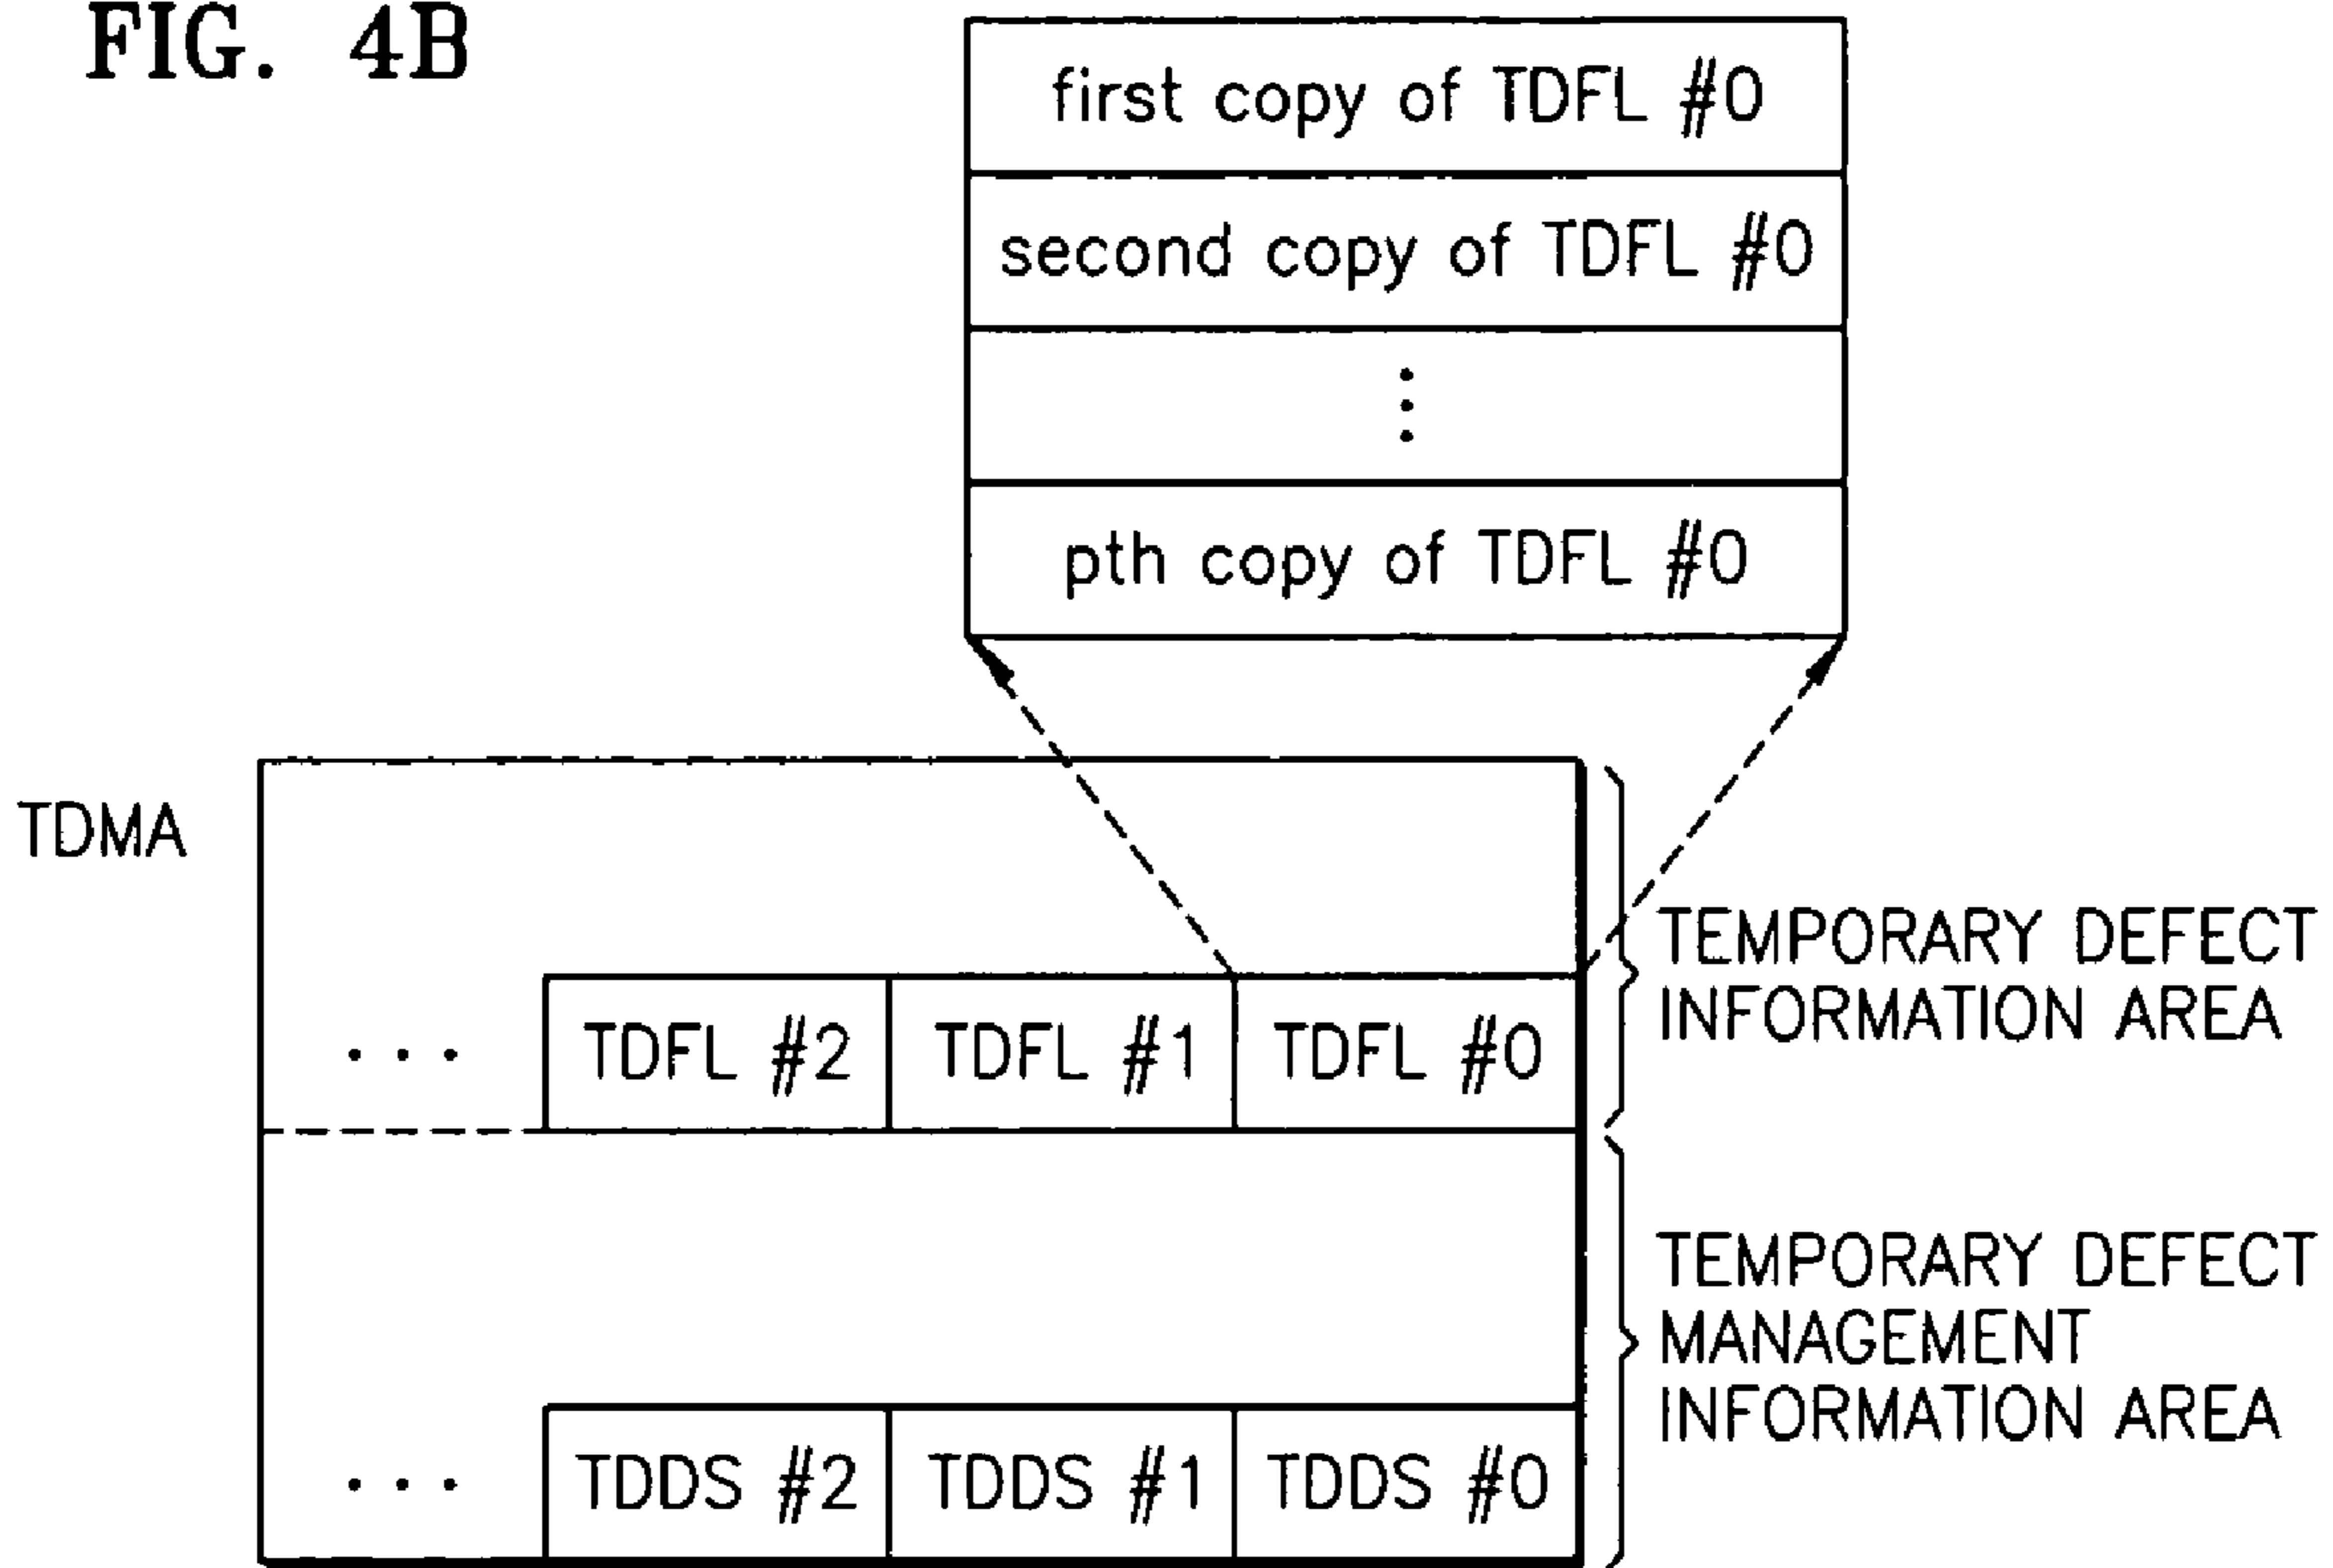 FIG. 4B
first copy of TDFL #0
second copy of TDFL #0
pth copy of TDFL #0
TDMA
TEMPORARY DEFECT
INFORMATION AREA
... TDFL #2 TDFL #1 TDFL #0
TEMPORARY DEFECT
MANAGEMENT
INFORMATION AREA
... TDDS #2 TDDS #1 TDDS #0